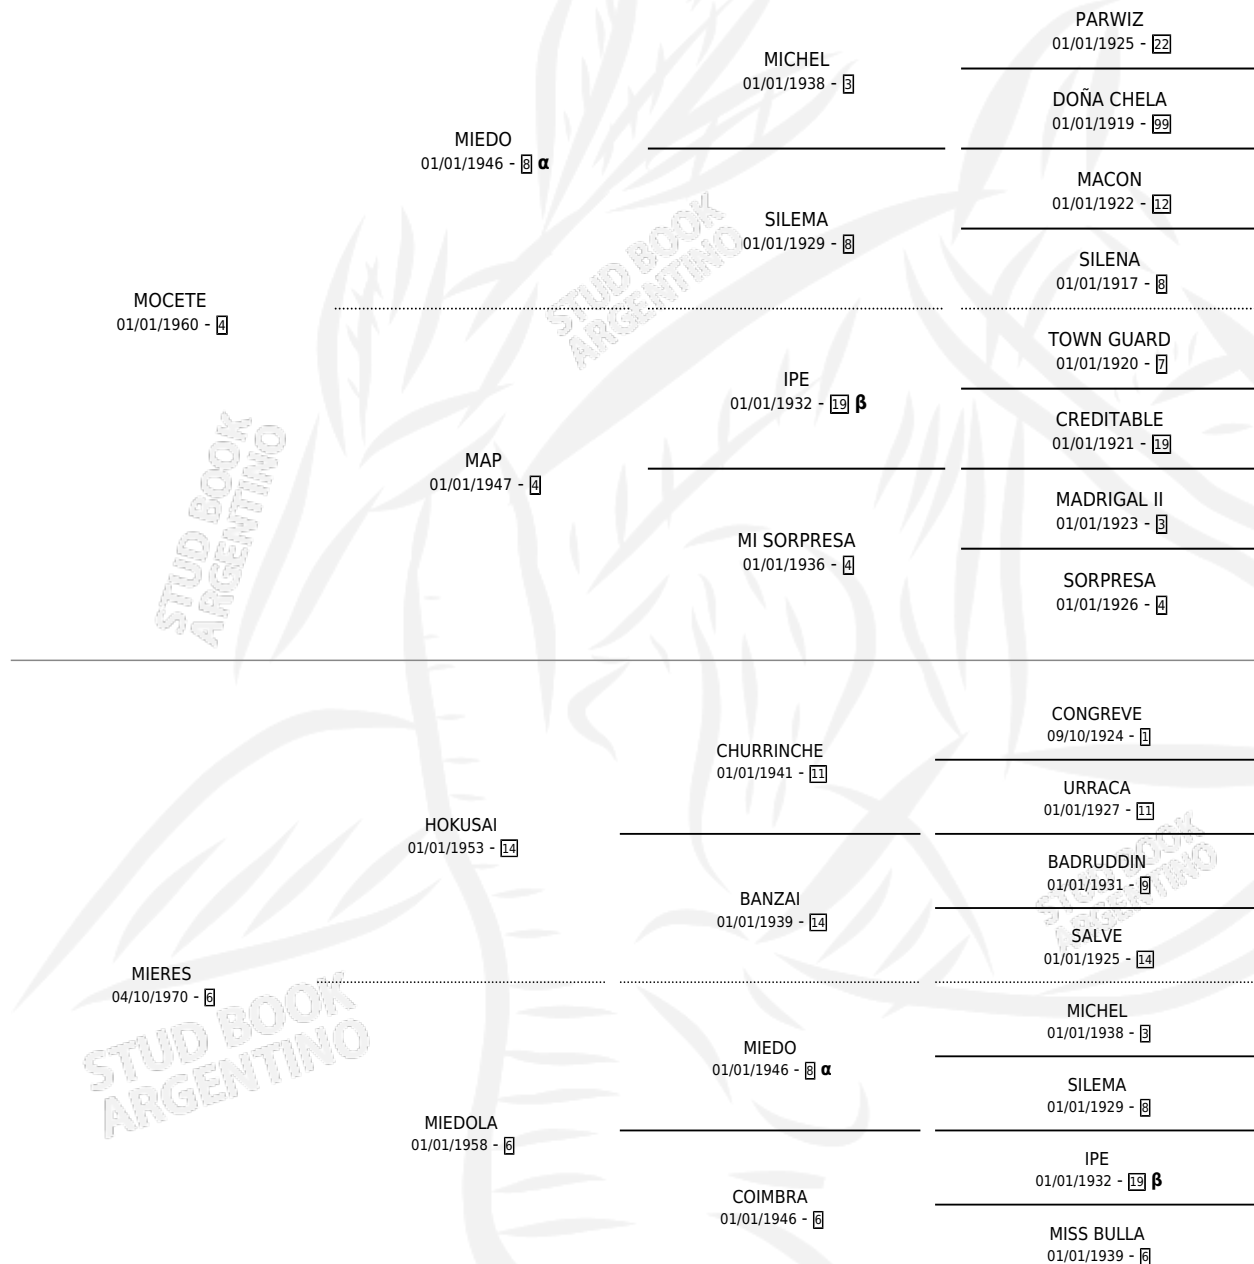 PARWIZ
01/01/1925 - 22
MICHEL
01/01/1938 - 3
DOÑA CHELA
01/01/1919 - 99
MIEDO
01/01/1946 - 8 α
MACON
01/01/1922 - 12
SILEMA
01/01/1929 - 8
SILENA
01/01/1917 - 8
STUD BOOK
ARGENTINO
MOCETE
01/01/1960 - 4
TOWN GUARD
01/01/1920 - 7
IPE
01/01/1932 - 19 β
CREDITABLE
01/01/1921 - 19
MAP
01/01/1947 - 4
MADRIGAL II
01/01/1923 - 3
MI SORPRESA
01/01/1936 - 4
SORPRESA
01/01/1926 - 4
STUD BOOK
ARGENTINO
CONGREVE
09/10/1924 - 1
CHURRINCHE
01/01/1941 - 11
URRACA
01/01/1927 - 11
HOKUSAI
01/01/1953 - 14
BADRUDDIN
01/01/1931 - 9
BANZAI
01/01/1939 - 14
SALVE
01/01/1925 - 14
STUD BOOK
ARGENTINO
MIERES
04/10/1970 - 6
MICHEL
01/01/1938 - 3
MIEDO
01/01/1946 - 8 α
SILEMA
01/01/1929 - 8
MIEDOLA
01/01/1958 - 6
IPE
01/01/1932 - 19 β
COIMBRA
01/01/1946 - 6
MISS BULLA
01/01/1939 - 6
STUD BOOK
ARGENTINO